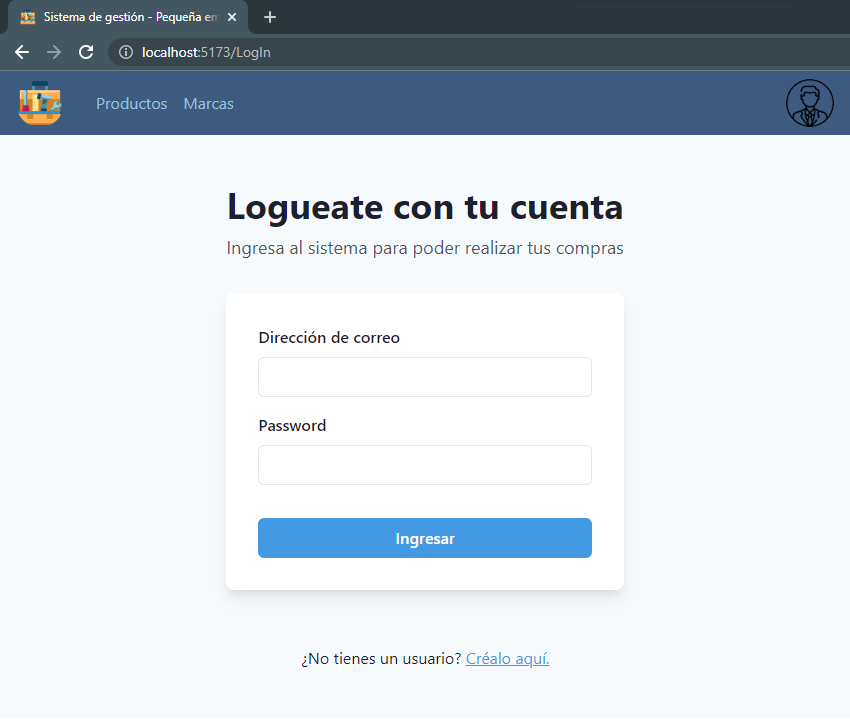 Sistema de gestión - Pequeña em
localhost:5173/LogIn
Productos Marcas
Logueate con tu cuenta
Ingresa al sistema para poder realizar tus compras
Dirección de correo
Password
Ingresar
¿No tienes un usuario? Créalo aquí.